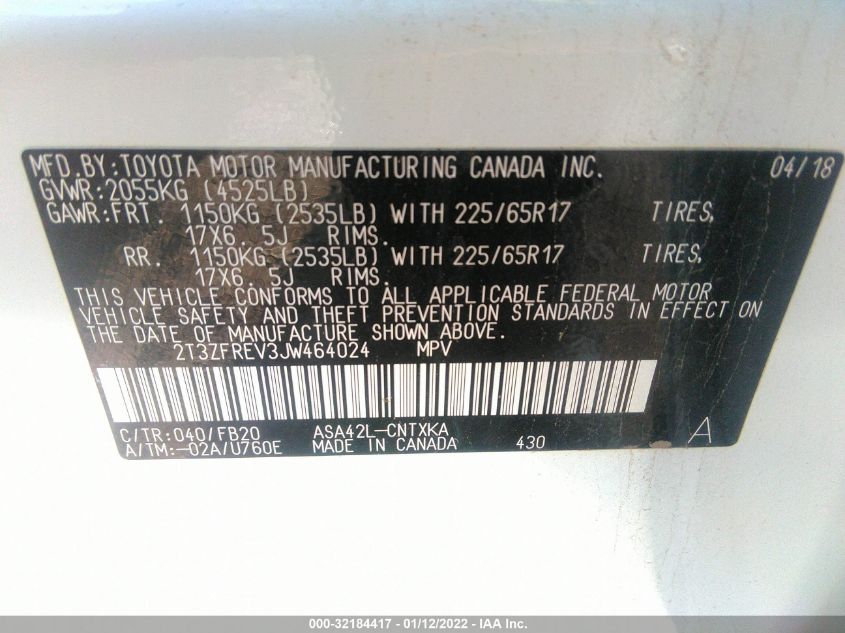 MFD.BY:TOYOTA MOTOR MANUFACTURING CANADA INC. 04/18
GVWR:2055KG (4525LB)
GAWR:FRT. 1150KG (2535LB) WITH 225/65R17 TIRES,
17X6. 5J RIMS.
RR. 1150KG (2535LB) WITH 225/65R17 TIRES,
17X6. 5J RIMS.
THIS VEHICLE CONFORMS TO ALL APPLICABLE FEDERAL MOTOR
VEHICLE SAFETY AND THEFT PREVENTION STANDARDS IN EFFECT ON
THE DATE OF MANUFACTURE SHOWN ABOVE.
2T3ZFREV3JW464024 MPV
C/TR:040/FB20 ASA42L-CNTXKA
A/TM:-02A/U760E MADE IN CANADA 430 A
000-32184417 - 01/12/2022 - IAA Inc.